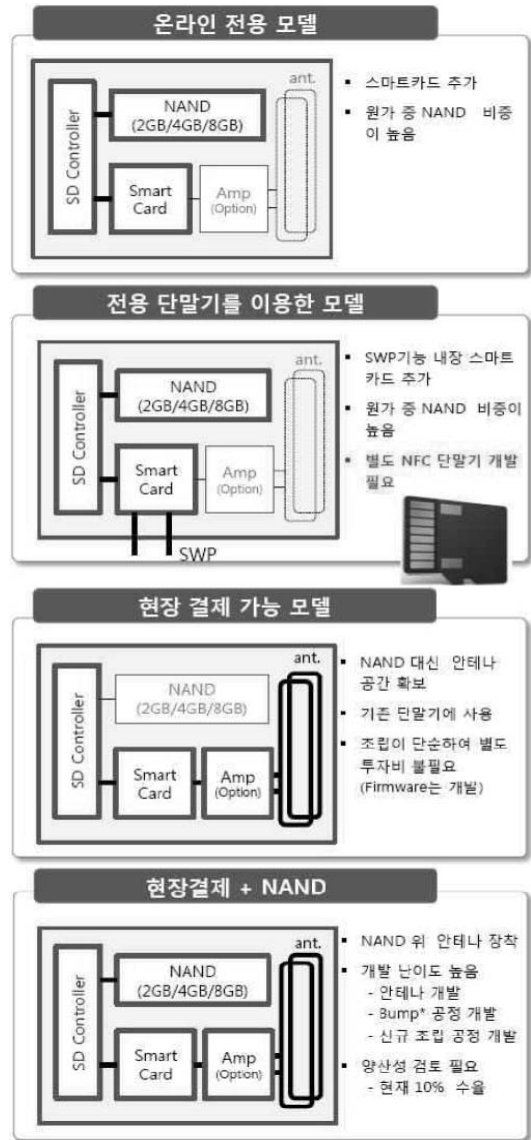 온라인 전용 모델
SD Controller
NAND
(2GB/4GB/8GB)
Smart
Card
Amp
(Option)
ant.
▪ 스마트카드 추가
▪ 원가 중 NAND 비중
이 높음
전용 단말기를 이용한 모델
SD Controller
NAND
(2GB/4GB/8GB)
Smart
Card
Amp
(Option)
ant.
SWP
▪ SWP기능 내장 스마트
카드 추가
▪ 원가 중 NAND 비중이
높음
▪ 별도 NFC 단말기 개발
필요
현장 결제 가능 모델
SD Controller
NAND
(2GB/4GB/8GB)
Smart
Card
Amp
(Option)
ant.
▪ NAND 대신 안테나
공간 확보
▪ 기존 단말기에 사용
▪ 조립이 단순하여 별도
투자비 불필요
(Firmware는 개발)
현장결제 + NAND
SD Controller
NAND
(2GB/4GB/8GB)
Smart
Card
Amp
(Option)
ant.
▪ NAND 위 안테나 장착
▪ 개발 난이도 높음
- 안테나 개발
- Bump* 공정 개발
- 신규 조립 공정 개발
▪ 양산성 검토 필요
- 현재 10% 수율